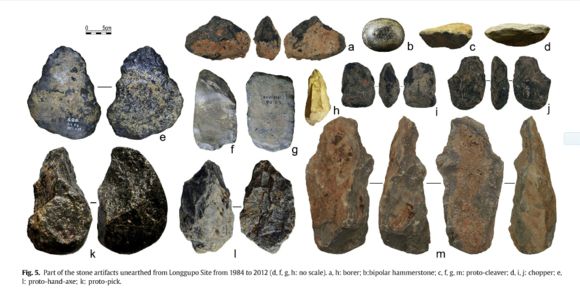 0 5cm
a
b
c
d
e
f
g
h
i
j
k
l
m
Fig. 5. Part of the stone artifacts unearthed from Longgupo Site from 1984 to 2012 (d, f, g, h: no scale). a, h: borer; b:bipolar hammerstone; c, f, g, m: proto-cleaver; d, i, j: chopper; e,
l: proto-hand-axe; k: proto-pick.